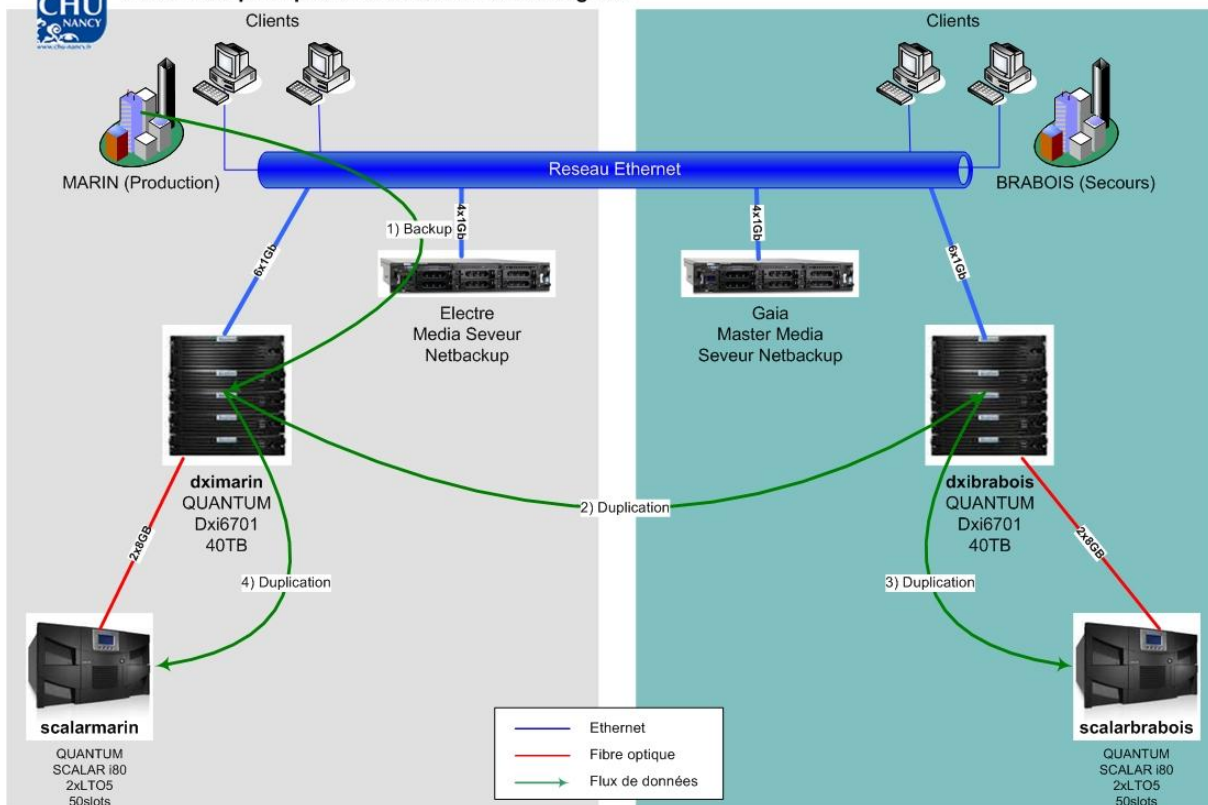 CHU
NANCY
www.chu-nancy.fr
Clients
Clients
MARIN (Production)
BRABOIS (Secours)
Reseau Ethernet
1) Backup
6x1Gb
4x1Gb
4x1Gb
6x1Gb
Electre
Media Seveur
Netbackup
Gaia
Master Media
Seveur Netbackup
dximarin
QUANTUM
Dxi6701
40TB
dxibrabois
QUANTUM
Dxi6701
40TB
2) Duplication
2x8GB
2x8GB
4) Duplication
3) Duplication
scalarmarin
QUANTUM
SCALAR i80
2xLTO5
50slots
scalarbrabois
QUANTUM
SCALAR i80
2xLTO5
50slots
Ethernet
Fibre optique
Flux de données